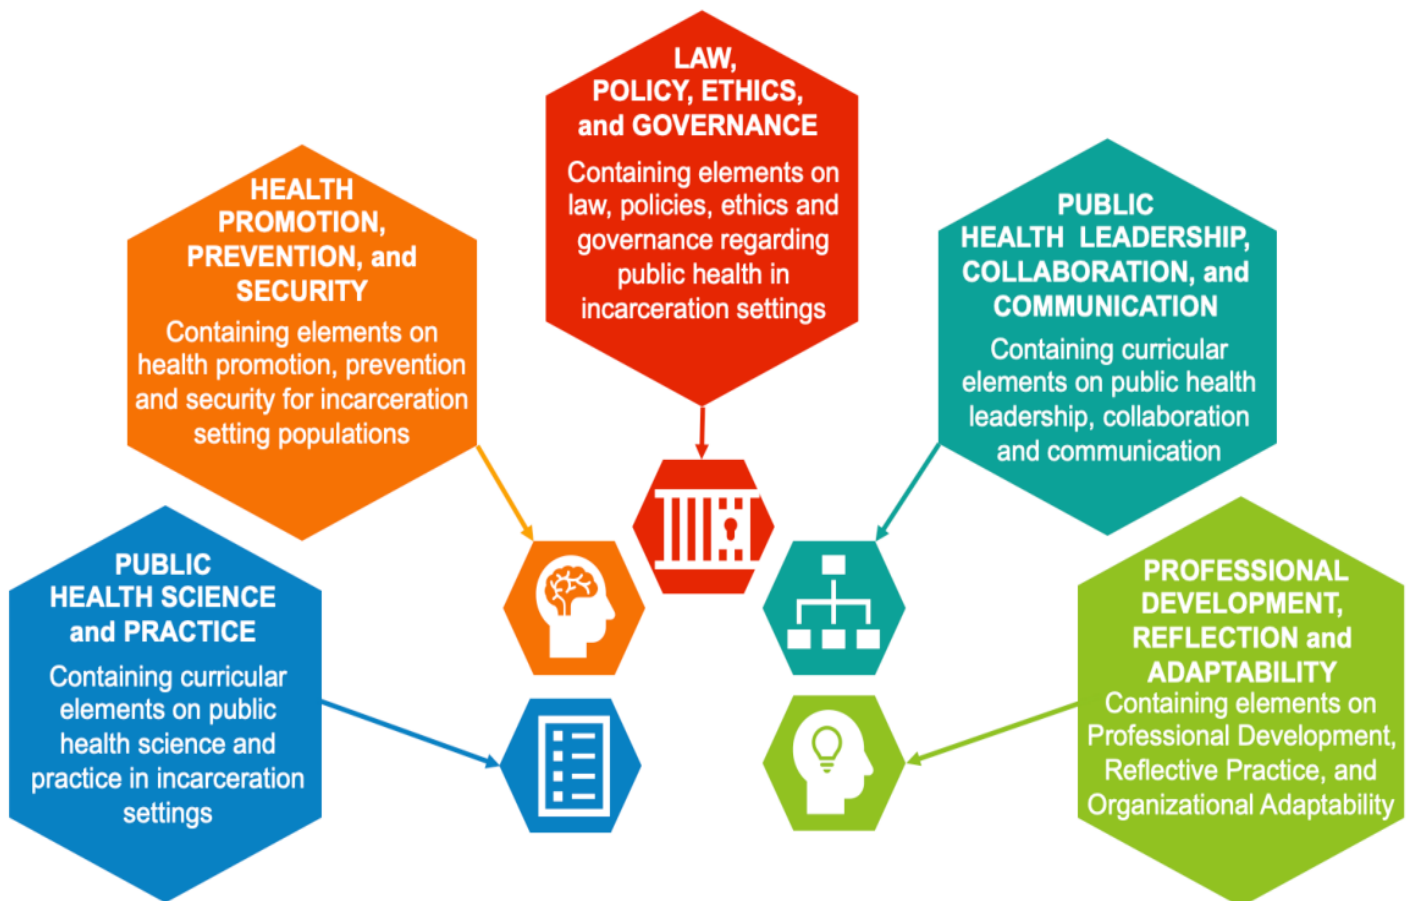 LAW,
POLICY, ETHICS,
and GOVERNANCE
Containing elements on
law, policies, ethics and
governance regarding
public health in
incarceration settings
HEALTH
PROMOTION,
PREVENTION, and
SECURITY
Containing elements on
health promotion, prevention
and security for incarceration
setting populations
PUBLIC
HEALTH LEADERSHIP,
COLLABORATION, and
COMMUNICATION
Containing curricular
elements on public health
leadership, collaboration
and communication
PUBLIC
HEALTH SCIENCE
and PRACTICE
Containing curricular
elements on public
health science and
practice in incarceration
settings
PROFESSIONAL
DEVELOPMENT,
REFLECTION and
ADAPTABILITY
Containing elements on
Professional Development,
Reflective Practice, and
Organizational Adaptability